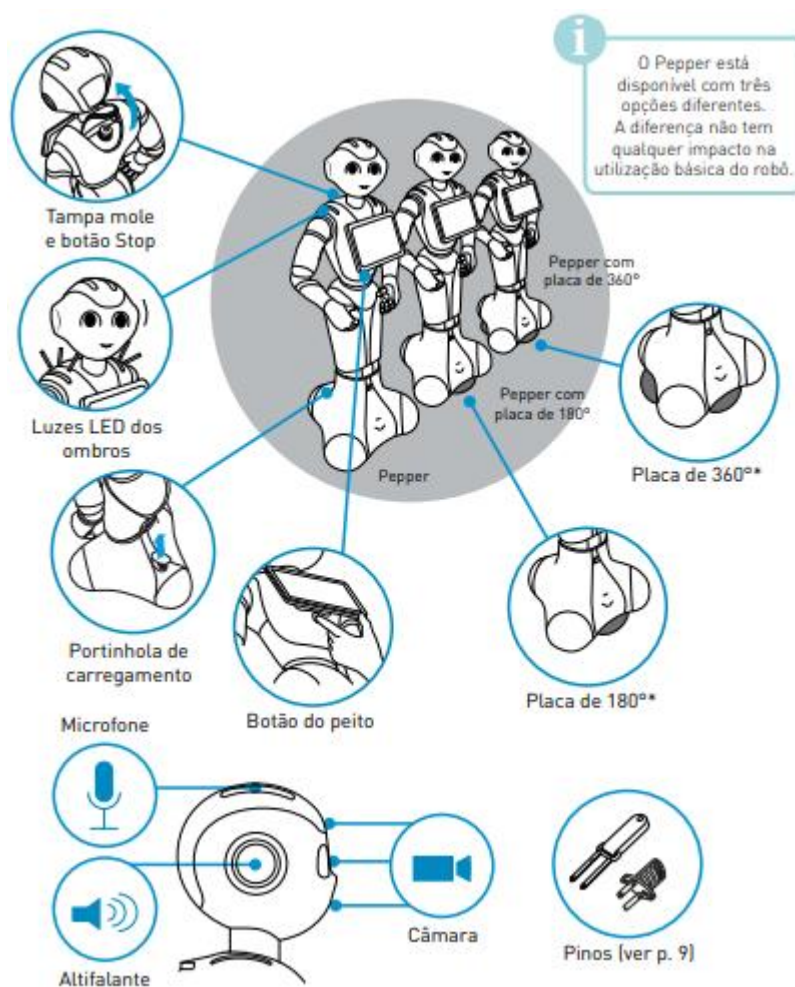 i
O Pepper está
disponível com três
opções diferentes.
A diferença não tem
qualquer impacto na
utilização básica do robô.
Tampa mole
e botão Stop
Pepper com
placa de 360°
Luzes LED dos
ombros
Pepper com
placa de 180°
Pepper
Placa de 360°*
Portinhola de
carregamento
Botão do peito
Placa de 180°*
Microfone
Altifalante
Câmara
Pinos (ver p. 9)